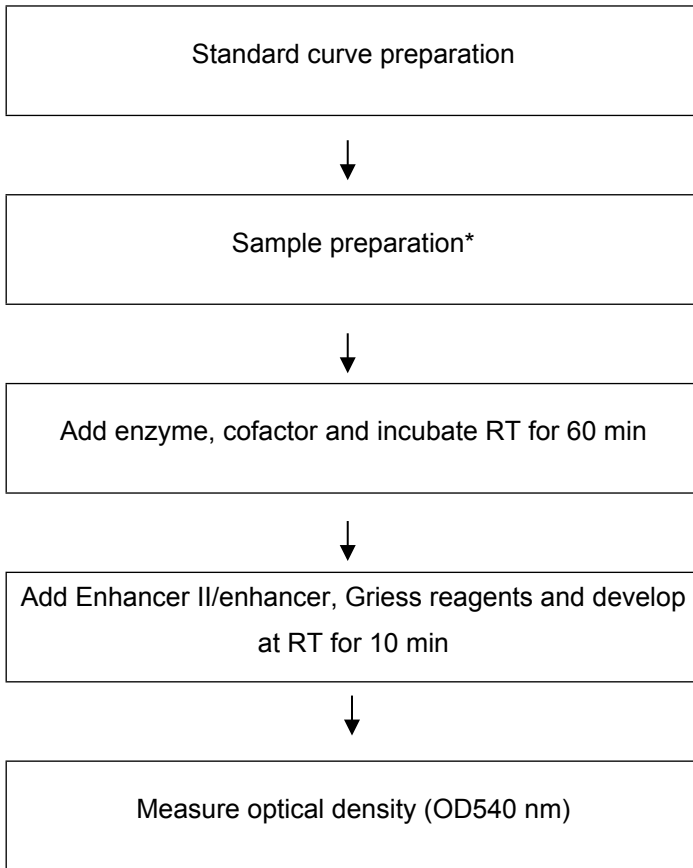 Standard curve preparation
Sample preparation*
Add enzyme, cofactor and incubate RT for 60 min
Add Enhancer II/enhancer, Griess reagents and develop
at RT for 10 min
Measure optical density (OD540 nm)